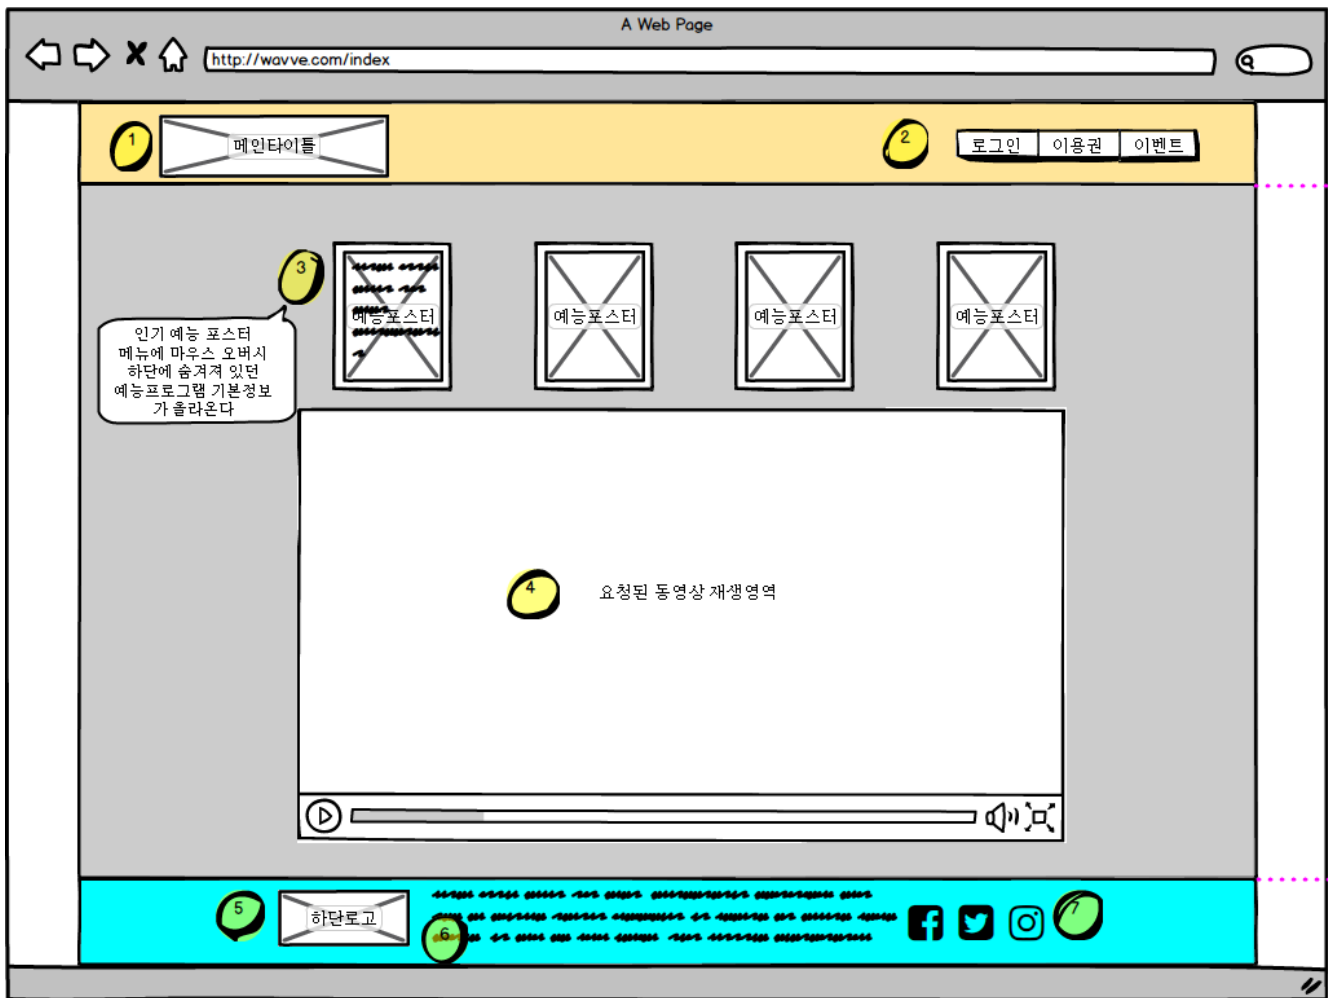 A Web Page
http://wavve.com/index
1
메인타이틀
2
로그인 이용권 이벤트
3
예능포스터 예능포스터 예능포스터 예능포스터
인기 예능 포스터
메뉴에 마우스 오버시
하단에 숨겨져 있던
예능프로그램 기본정보
가 올라온다
4
요청된 동영상 재생영역
5
하단로고
6
7